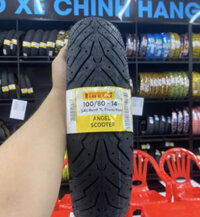 XE CHÍNH HÃNG
PIRELLI
100/80 - 14
ANGEL
SCOOTER